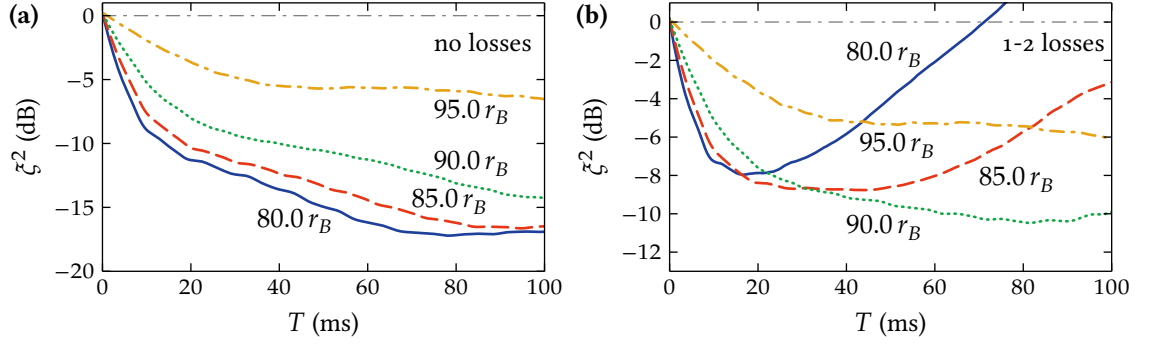 (a)
no losses
0
−5
−10
−15
−20
ξ² (dB)
95.0 r_B
90.0 r_B
85.0 r_B
80.0 r_B
0 20 40 60 80 100
T (ms)
(b)
1-2 losses
0
−2
−4
−6
−8
−10
−12
ξ² (dB)
80.0 r_B
95.0 r_B
85.0 r_B
90.0 r_B
0 20 40 60 80 100
T (ms)